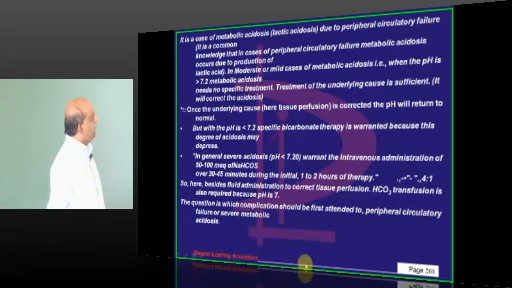 It is a case of metabolic acidosis (lactic acidosis) due to peripheral circulatory failure
(It is a common
knowledge that in cases of peripheral circulatory failure metabolic acidosis
occurs due to production of
lactic acid). In Moderate or mild cases of metabolic acidosis i.e., when the pH is
> 7.2 metabolic acidosis
needs no specific treatment. Treatment of the underlying cause is sufficient. (It
will correct the acidosis)
Once the underlying cause (here tissue perfusion) is corrected the pH will return to
normal.
• But with the pH is < 7.2 specific bicarbonate therapy is warranted because this
degree of acidosis may
depress.
• "In general severe acidosis (pH < 7.20) warrant the intravenous administration of
50-100 meq ofNaHCOS
over 30-45 minutes during the initial, 1 to 2 hours of therapy."
So, here, besides fluid administration to correct tissue perfusion. HCO3 transfusion is
also required because pH is 7.
The question is which complication should be first attended to, peripheral circulatory
failure or severe metabolic
acidosis.
Page 268